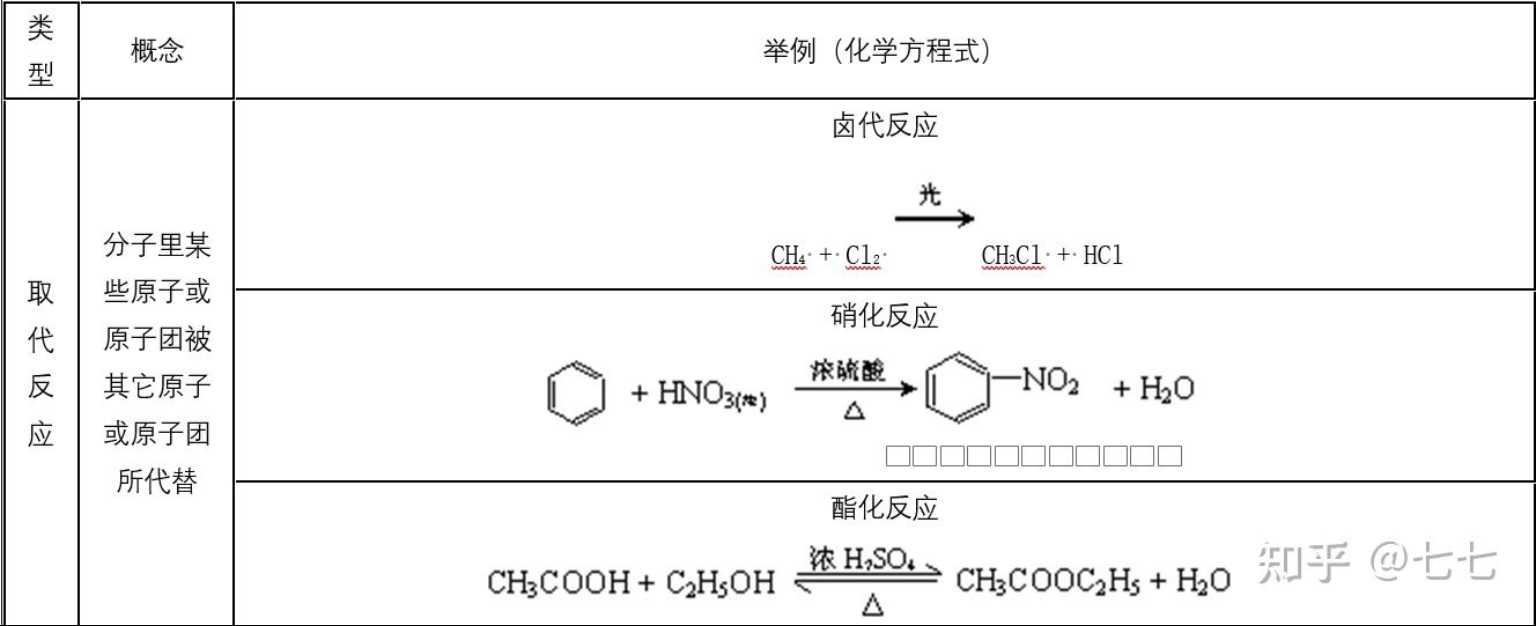 类
型
概念
举例（化学方程式）
取
代
反
应
分子里某
些原子或
原子团被
其它原子
或原子团
所代替
卤代反应
光
CH₄ + Cl₂ CH₃Cl + HCl
硝化反应
浓硫酸
+ HNO₃(浓) —NO₂ + H₂O
△
□□□□□□□□□□□
酯化反应
浓 H₂SO₄
CH₃COOH + C₂H₅OH CH₃COOC₂H₅ + H₂O
△
知乎 @七七